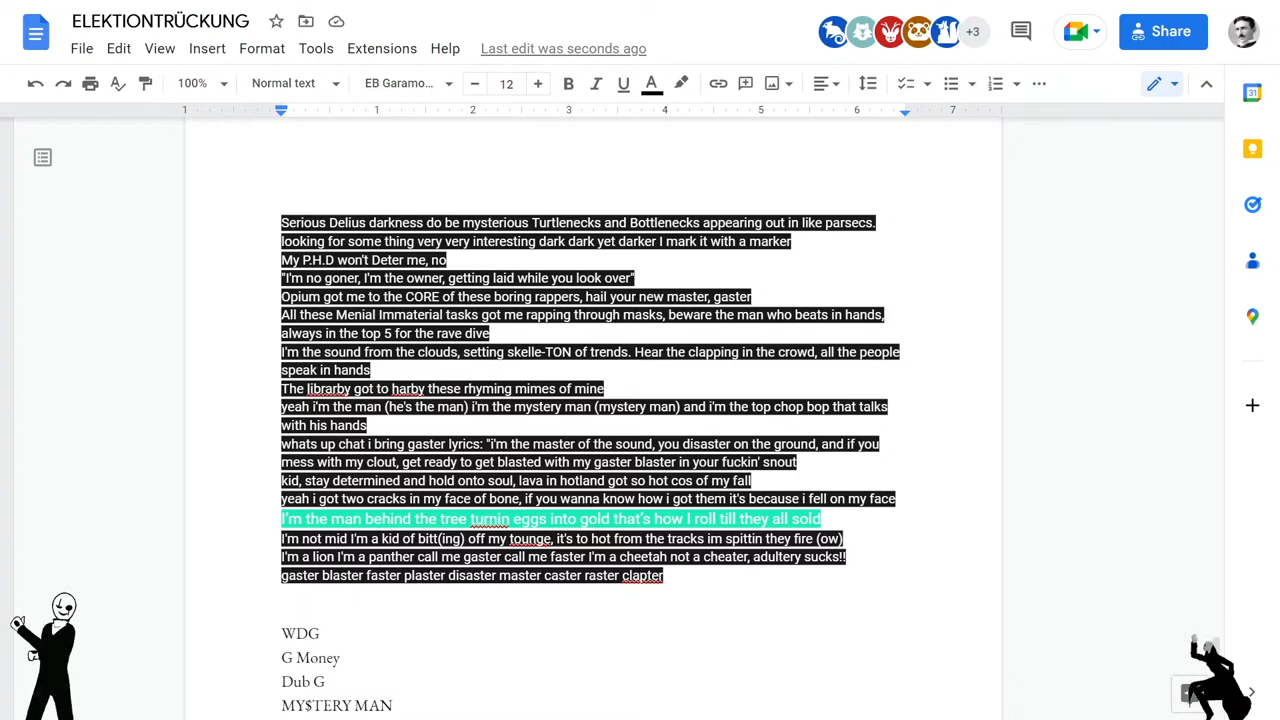 ELEKTIONTRÜCKUNG
File Edit View Insert Format Tools Extensions Help Last edit was seconds ago
+3
Share
100% Normal text EB Garamo... 12
1 1 2 3 4 5 6 7
31
Serious Delius darkness do be mysterious Turtlenecks and Bottlenecks appearing out in like parsecs.
looking for some thing very very interesting dark dark yet darker I mark it with a marker
My P.H.D won't Deter me, no
"I'm no goner, I'm the owner, getting laid while you look over"
Opium got me to the CORE of these boring rappers, hail your new master, gaster
All these Menial Immaterial tasks got me rapping through masks, beware the man who beats in hands,
always in the top 5 for the rave dive
I'm the sound from the clouds, setting skelle-TON of trends. Hear the clapping in the crowd, all the people
speak in hands
The librarby got to harby these rhyming mimes of mine
yeah i'm the man (he's the man) i'm the mystery man (mystery man) and i'm the top chop bop that talks
with his hands
whats up chat i bring gaster lyrics: "i'm the master of the sound, you disaster on the ground, and if you
mess with my clout, get ready to get blasted with my gaster blaster in your fuckin' snout
kid, stay determined and hold onto soul, lava in hotland got so hot cos of my fall
yeah i got two cracks in my face of bone, if you wanna know how i got them it's because i fell on my face
I'm the man behind the tree turnin eggs into gold that's how I roll till they all sold
I'm not mid I'm a kid of bitt(ing) off my tounge, it's to hot from the tracks im spittin they fire (ow)
I'm a lion I'm a panther call me gaster call me faster I'm a cheetah not a cheater, adultery sucks!!
gaster blaster faster plaster disaster master caster raster clapter
WDG
G Money
Dub G
MY$TERY MAN